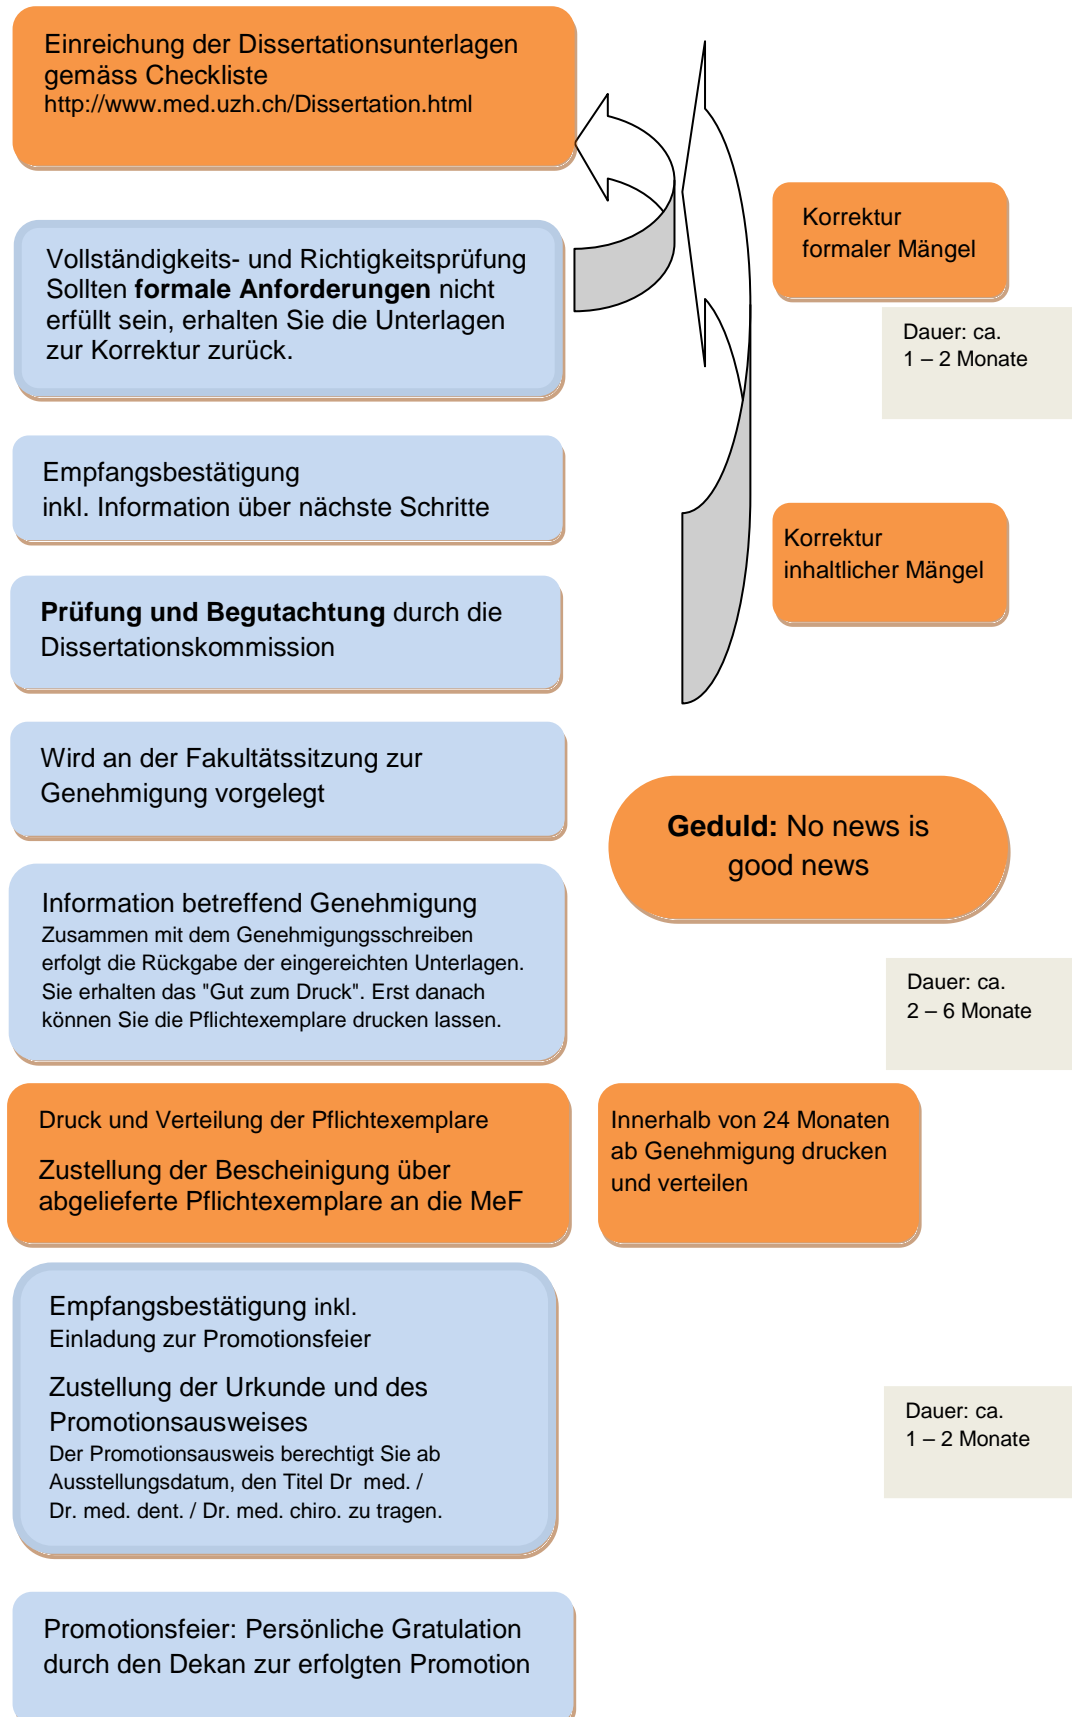 Einreichung der Dissertationsunterlagen
gemäss Checkliste
http://www.med.uzh.ch/Dissertation.html
Korrektur
formaler Mängel
Vollständigkeits- und Richtigkeitsprüfung
Sollten formale Anforderungen nicht
erfüllt sein, erhalten Sie die Unterlagen
zur Korrektur zurück.
Dauer: ca.
1 – 2 Monate
Empfangsbestätigung
inkl. Information über nächste Schritte
Korrektur
inhaltlicher Mängel
Prüfung und Begutachtung durch die
Dissertationskommission
Wird an der Fakultätssitzung zur
Genehmigung vorgelegt
Geduld: No news is
good news
Information betreffend Genehmigung
Zusammen mit dem Genehmigungsschreiben
erfolgt die Rückgabe der eingereichten Unterlagen.
Sie erhalten das "Gut zum Druck". Erst danach
können Sie die Pflichtexemplare drucken lassen.
Dauer: ca.
2 – 6 Monate
Druck und Verteilung der Pflichtexemplare
Zustellung der Bescheinigung über
abgelieferte Pflichtexemplare an die MeF
Innerhalb von 24 Monaten
ab Genehmigung drucken
und verteilen
Empfangsbestätigung inkl.
Einladung zur Promotionsfeier
Zustellung der Urkunde und des
Promotionsausweises
Der Promotionsausweis berechtigt Sie ab
Ausstellungsdatum, den Titel Dr  med. /
Dr. med. dent. / Dr. med. chiro. zu tragen.
Dauer: ca.
1 – 2 Monate
Promotionsfeier: Persönliche Gratulation
durch den Dekan zur erfolgten Promotion